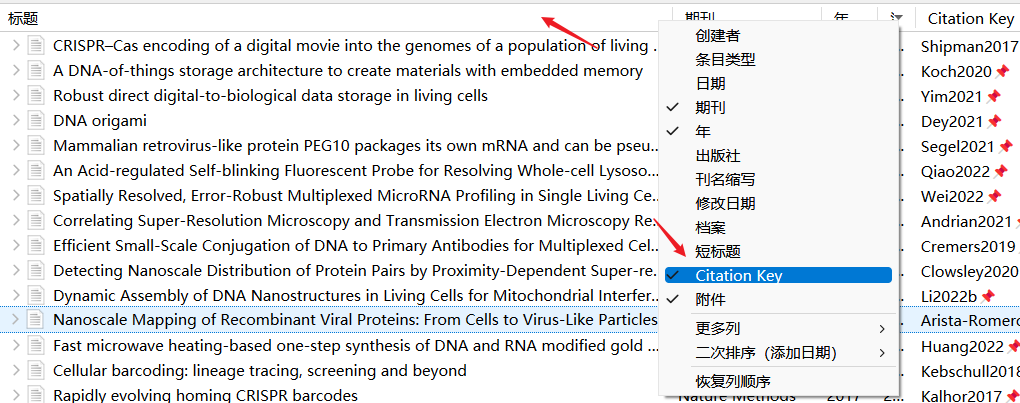 标题 期刊 年 Citation Key
CRISPR–Cas encoding of a digital movie into the genomes of a population of living ... Shipman2017
A DNA-of-things storage architecture to create materials with embedded memory Koch2020
Robust direct digital-to-biological data storage in living cells Yim2021
DNA origami Dey2021
Mammalian retrovirus-like protein PEG10 packages its own mRNA and can be pseu... Segel2021
An Acid-regulated Self-blinking Fluorescent Probe for Resolving Whole-cell Lysoso... Qiao2022
Spatially Resolved, Error-Robust Multiplexed MicroRNA Profiling in Single Living Ce... Wei2022
Correlating Super-Resolution Microscopy and Transmission Electron Microscopy Re... Andrian2021
Efficient Small-Scale Conjugation of DNA to Primary Antibodies for Multiplexed Cel... Cremers2019
Detecting Nanoscale Distribution of Protein Pairs by Proximity-Dependent Super-re... Clowsley2020
Dynamic Assembly of DNA Nanostructures in Living Cells for Mitochondrial Interfer... Li2022b
Nanoscale Mapping of Recombinant Viral Proteins: From Cells to Virus-Like Particles Arista-Romero
Fast microwave heating-based one-step synthesis of DNA and RNA modified gold ... Huang2022
Cellular barcoding: lineage tracing, screening and beyond Kebschull2018
Rapidly evolving homing CRISPR barcodes Nature Methods 2017 2... Kalhor2017
创建者
条目类型
日期
期刊
年
出版社
刊名缩写
修改日期
档案
短标题
Citation Key
附件
更多列
二次排序（添加日期）
恢复列顺序